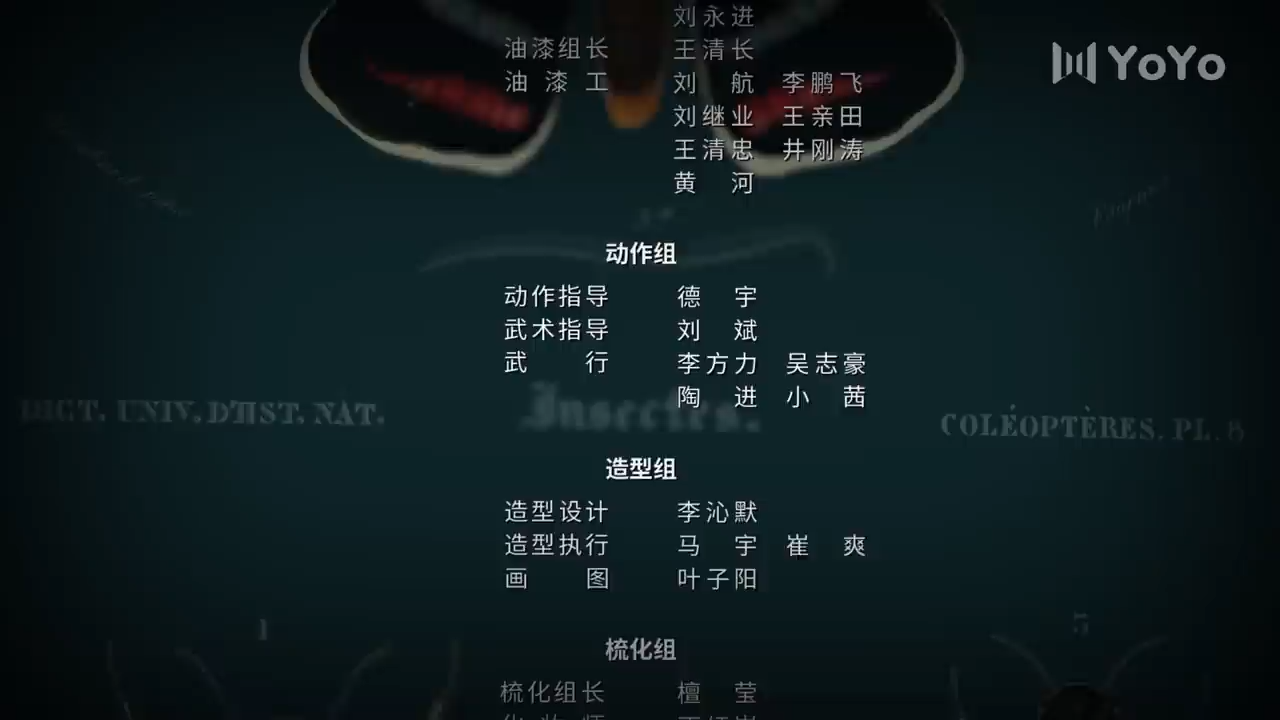 刘永进
油漆组长 王清长
油漆工 刘航 李鹏飞
刘继业 王亲田
王清忠 井刚涛
黄河
YoYo
动作组
动作指导 德宇
武术指导 刘斌
武行 李方力 吴志豪
陶进 小茜
DICT. UNIV. D'HIST. NAT.
Insectes.
COLÉOPTÈRES. PL. 8
造型组
造型设计 李沁默
造型执行 马宇 崔爽
画图 叶子阳
1
5
梳化组
梳化组长 檀莹